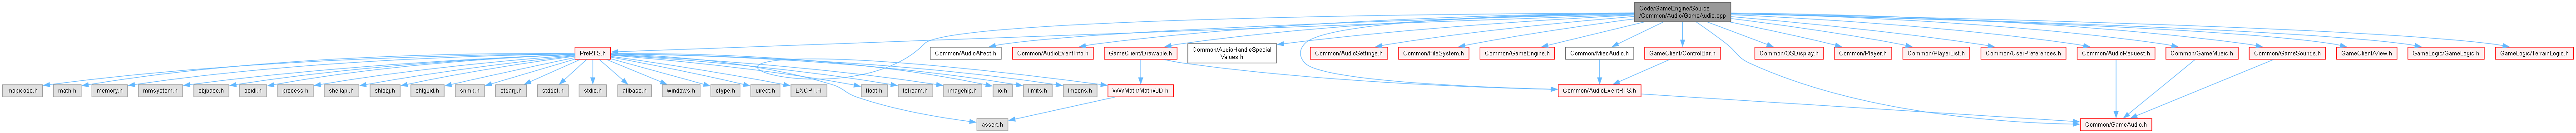 Code/GameEngine/Source
/Common/Audio/GameAudio.cpp
PreRTS.h
Common/AudioAffect.h
Common/AudioEventInfo.h
GameClient/Drawable.h
Common/AudioHandleSpecial
Values.h
Common/AudioSettings.h
Common/FileSystem.h
Common/GameEngine.h
Common/MiscAudio.h
GameClient/ControlBar.h
Common/OSDisplay.h
Common/Player.h
Common/PlayerList.h
Common/UserPreferences.h
Common/AudioRequest.h
Common/GameMusic.h
Common/GameSounds.h
GameClient/View.h
GameLogic/GameLogic.h
GameLogic/TerrainLogic.h
mapicode.h
math.h
memory.h
mmsystem.h
objbase.h
ocidl.h
process.h
shellapi.h
shlobj.h
shlguid.h
snmp.h
stdarg.h
stddef.h
stdio.h
atlbase.h
windows.h
ctype.h
direct.h
EXCPT.H
float.h
fstream.h
imagehlp.h
io.h
limits.h
lmcons.h
WWMath/Matrix3D.h
Common/AudioEventRTS.h
assert.h
Common/GameAudio.h